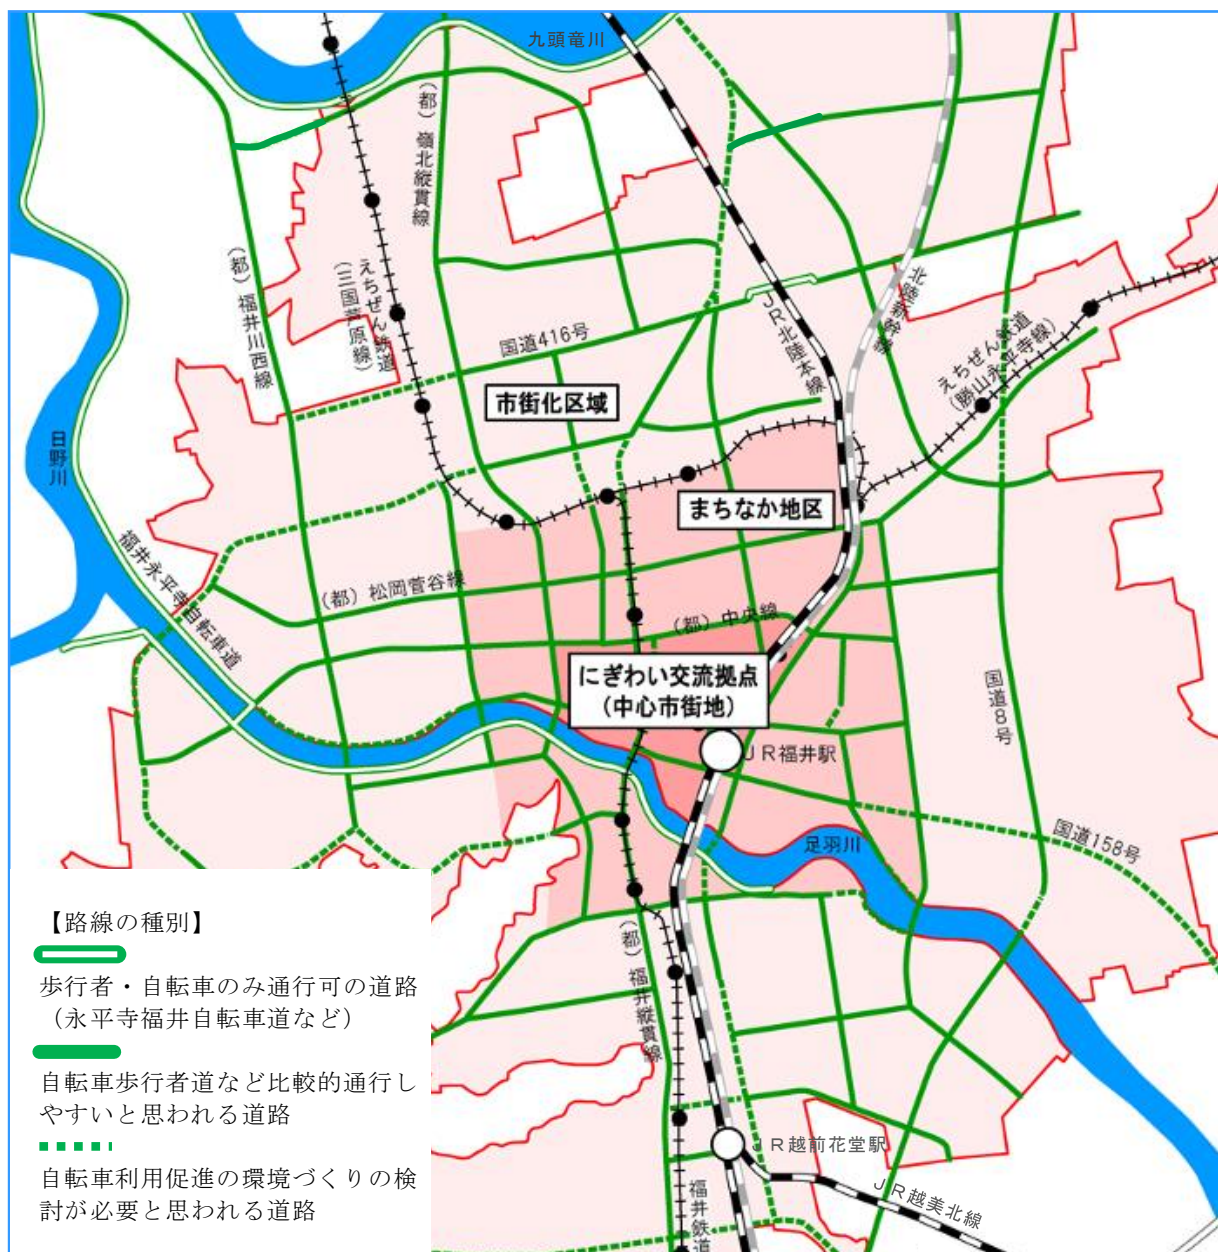 九頭竜川
(都)嶺北縦貫線
(都)福井川西線
えちぜん鉄道
(三国芦原線)
国道416号
JR北陸本線
北陸新幹線
えちぜん鉄道
(勝山永平寺線)
市街化区域
日野川
まちなか地区
福井永平寺自転車道
(都)松岡菅谷線
(都)中央線
にぎわい交流拠点
(中心市街地)
国道8号
JR福井駅
国道158号
足羽川
【路線の種別】
歩行者・自転車のみ通行可の道路
(永平寺福井自転車道など)
自転車歩行者道など比較的通行し
やすいと思われる道路
自転車利用促進の環境づくりの検
討が必要と思われる道路
(都)福井縦貫線
JR越前花堂駅
JR越美北線
福井鉄道